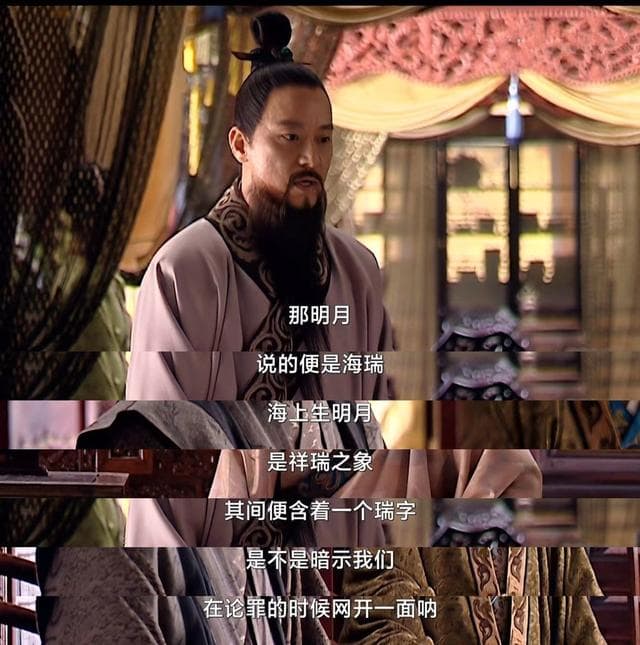 那明月
说的便是海瑞
海上生明月
是祥瑞之象
其间便含着一个瑞字
是不是暗示我们
在论罪的时候网开一面呐